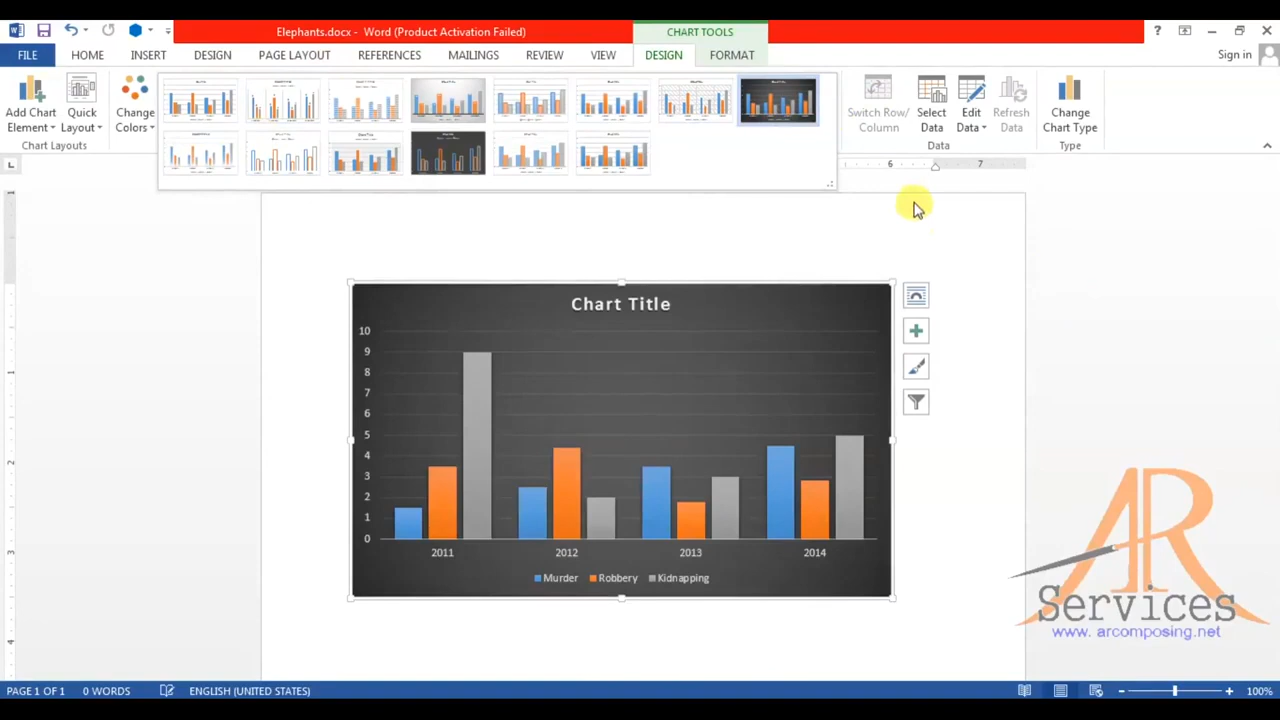 Elephants.docx - Word (Product Activation Failed)
CHART TOOLS
FILE HOME INSERT DESIGN PAGE LAYOUT REFERENCES MAILINGS REVIEW VIEW DESIGN FORMAT
Sign in
Add Chart Element
Quick Layout
Change Colors
Switch Row/ Column
Select Data
Edit Data
Refresh Data
Change Chart Type
Chart Layouts
Data
Type
6 7
Chart Title
10
9
8
7
6
5
4
3
2
1
0
2011 2012 2013 2014
Murder Robbery Kidnapping
AR
Services
www. arcomposing.net
PAGE 1 OF 1 0 WORDS ENGLISH (UNITED STATES) 100%